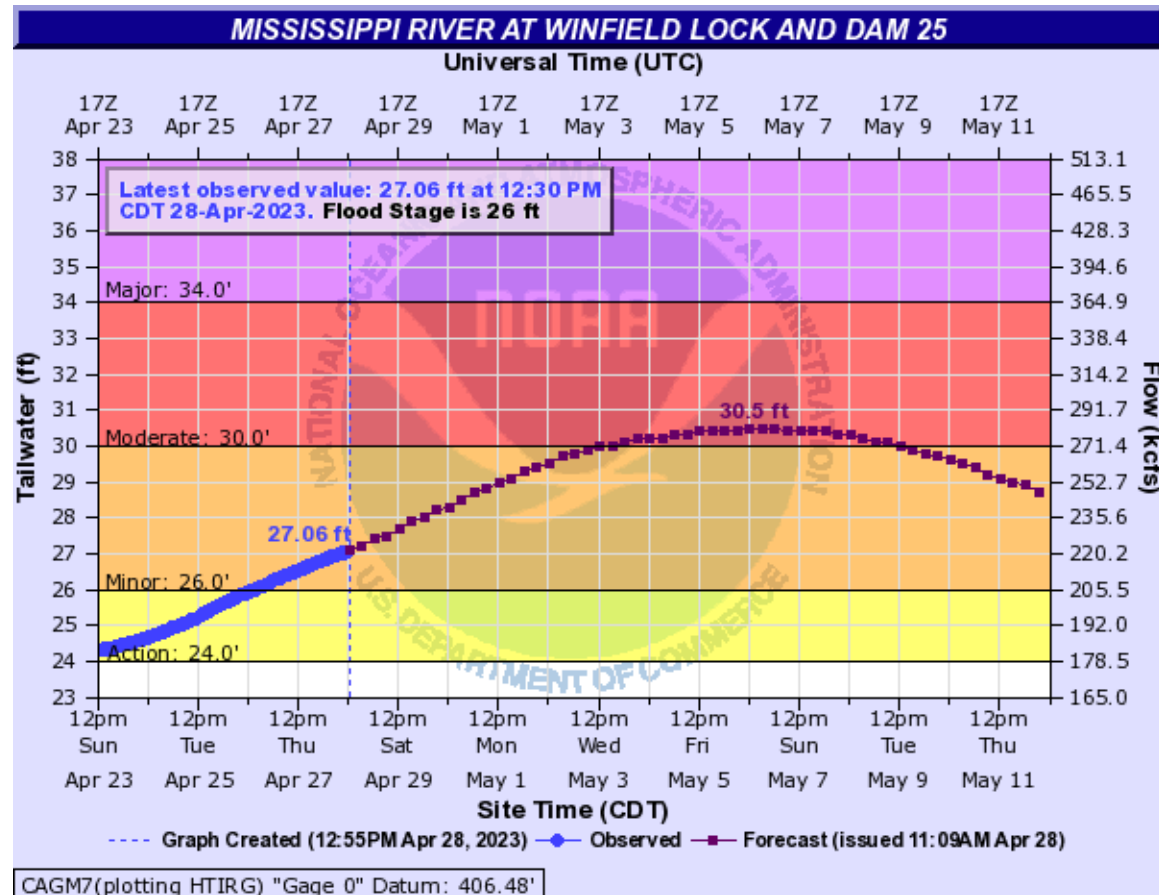 MISSISSIPPI RIVER AT WINFIELD LOCK AND DAM 25
Universal Time (UTC)
17Z 17Z 17Z 17Z 17Z 17Z 17Z 17Z 17Z 17Z
Apr 23 Apr 25 Apr 27 Apr 29 May 1 May 3 May 5 May 7 May 9 May 11
Latest observed value: 27.06 ft at 12:30 PM
CDT 28-Apr-2023. Flood Stage is 26 ft
38 513.1
37 465.5
36 428.3
35 394.6
Major: 34.0'
34 364.9
33 338.4
32 314.2
31 291.7
30.5 ft
Moderate: 30.0'
30 271.4
29 252.7
28 235.6
27.06 ft
27 220.2
Minor: 26.0'
26 205.5
25 192.0
Action: 24.0'
24 178.5
23 165.0
Tailwater (ft)
Flow (kcfs)
NATIONAL OCEANIC AND ATMOSPHERIC ADMINISTRATION
NOAA
U.S. DEPARTMENT OF COMMERCE
12pm 12pm 12pm 12pm 12pm 12pm 12pm 12pm 12pm 12pm
Sun Tue Thu Sat Mon Wed Fri Sun Tue Thu
Apr 23 Apr 25 Apr 27 Apr 29 May 1 May 3 May 5 May 7 May 9 May 11
Site Time (CDT)
Graph Created (12:55PM Apr 28, 2023) Observed Forecast (issued 11:09AM Apr 28)
CAGM7(plotting HTIRG) "Gage 0" Datum: 406.48'